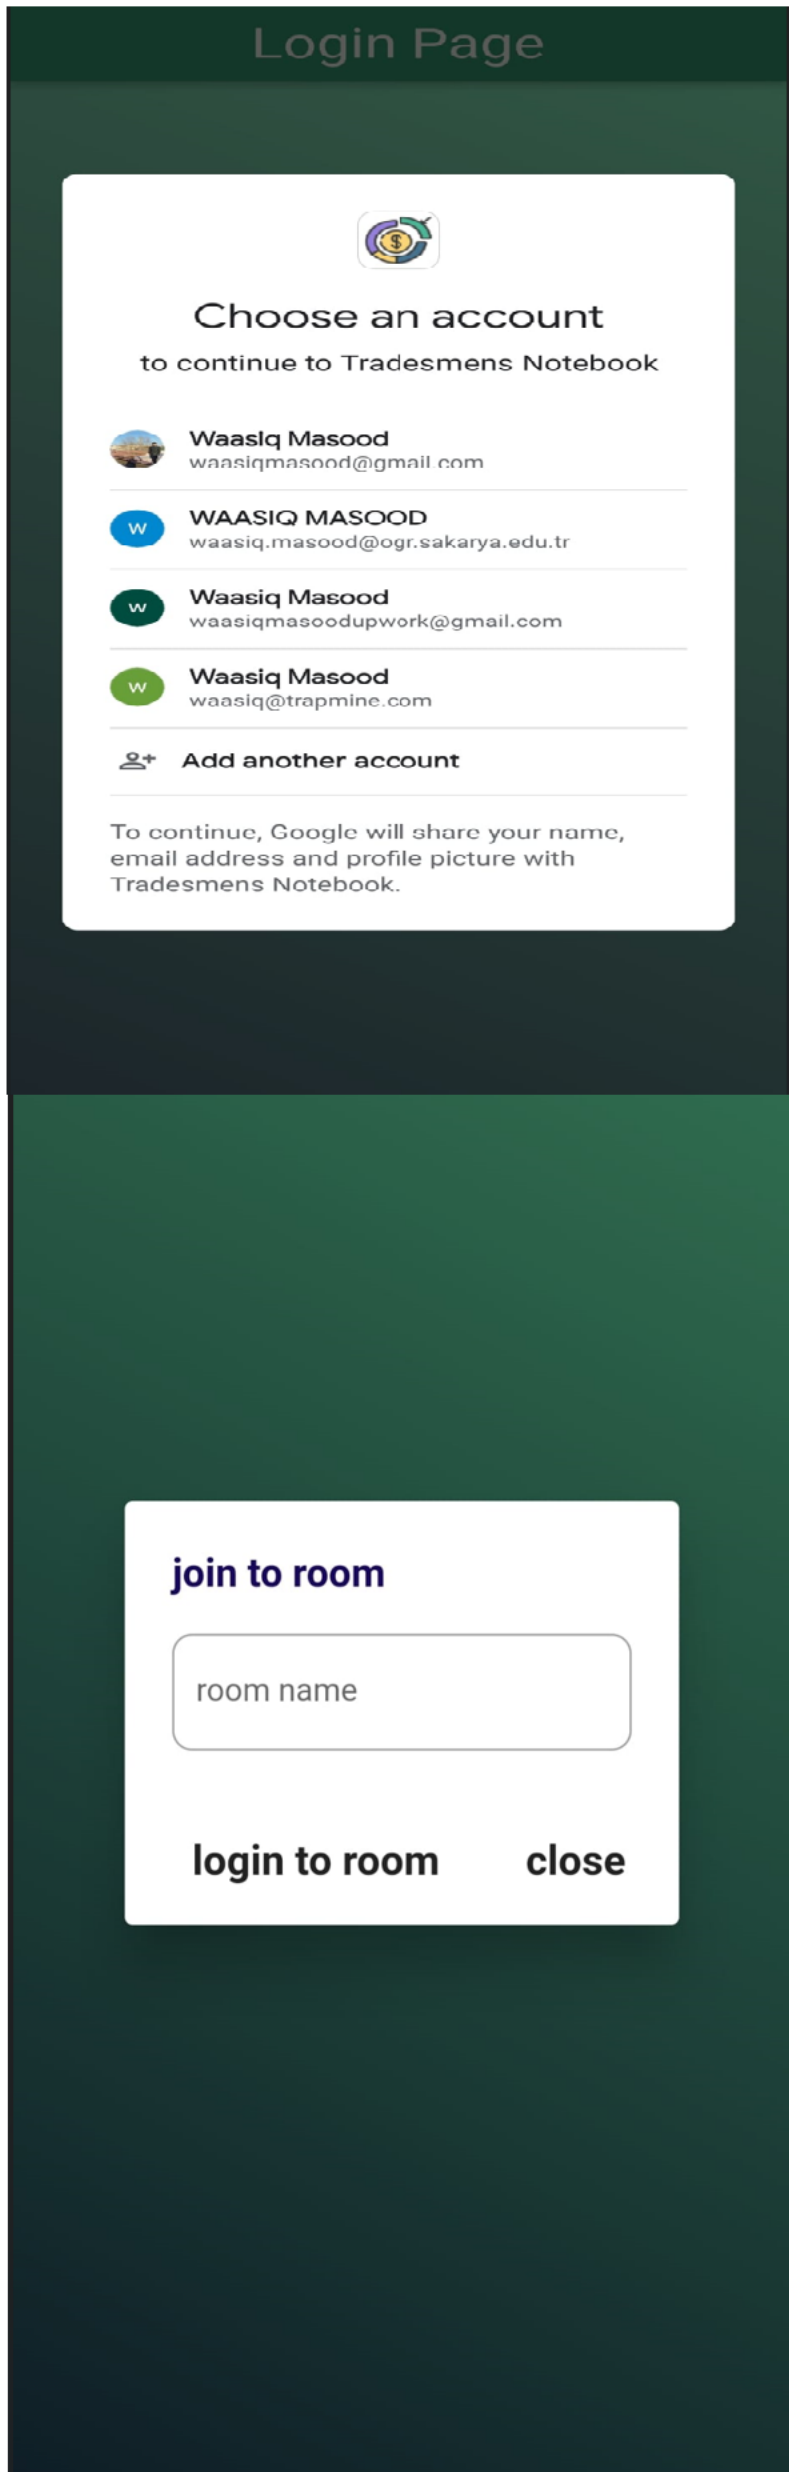 Login Page
$
Choose an account
to continue to Tradesmens Notebook
Waasiq Masood
waasiqmasood@gmail.com
W
WAASIQ MASOOD
waasiq.masood@ogr.sakarya.edu.tr
W
Waasiq Masood
waasiqmasoodupwork@gmail.com
W
Waasiq Masood
waasiq@trapmine.com
Add another account
To continue, Google will share your name,
email address and profile picture with
Tradesmens Notebook.
join to room
room name
login to room close